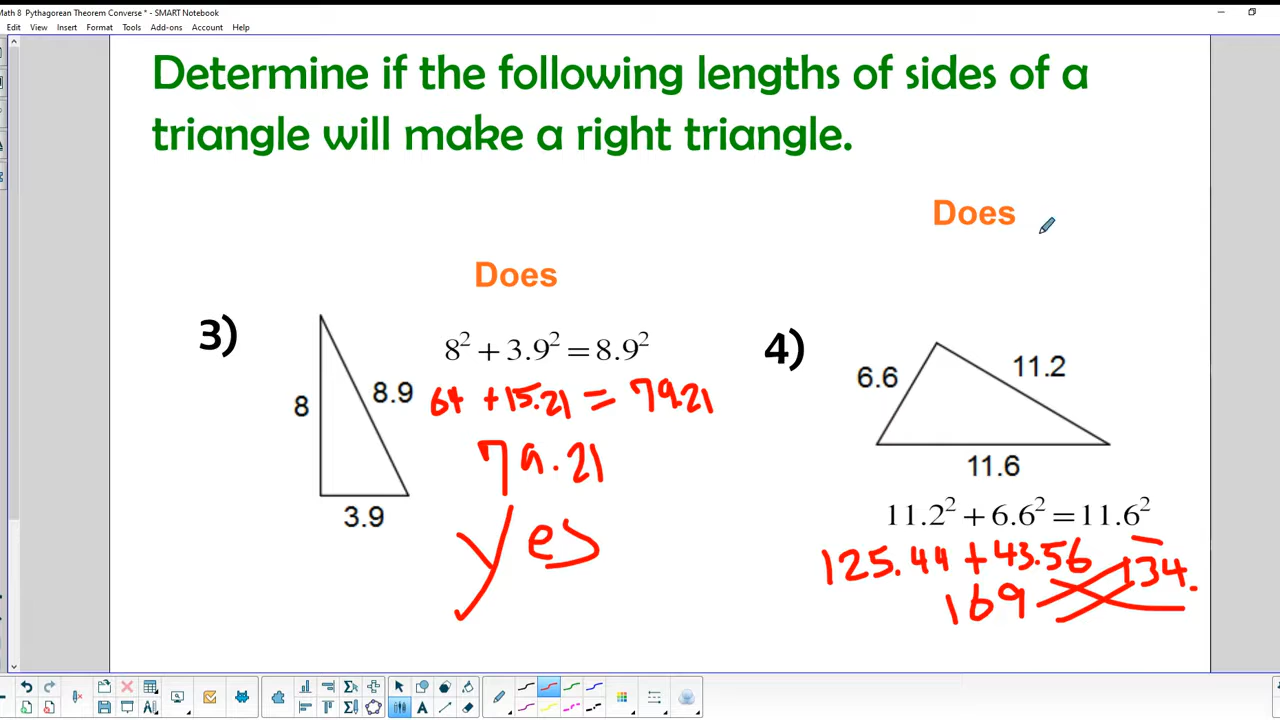 Math 8 Pythagorean Theorem Converse * - SMART Notebook
Edit View Insert Format Tools Add-ons Account Help
Determine if the following lengths of sides of a
triangle will make a right triangle.
Does
Does
3)
8² + 3.9² = 8.9²
64 + 15.21 = 79.21
79.21
yes
8
8.9
3.9
4)
6.6
11.2
11.6
11.2² + 6.6² = 11.6²
125.44 + 43.56 134.
169